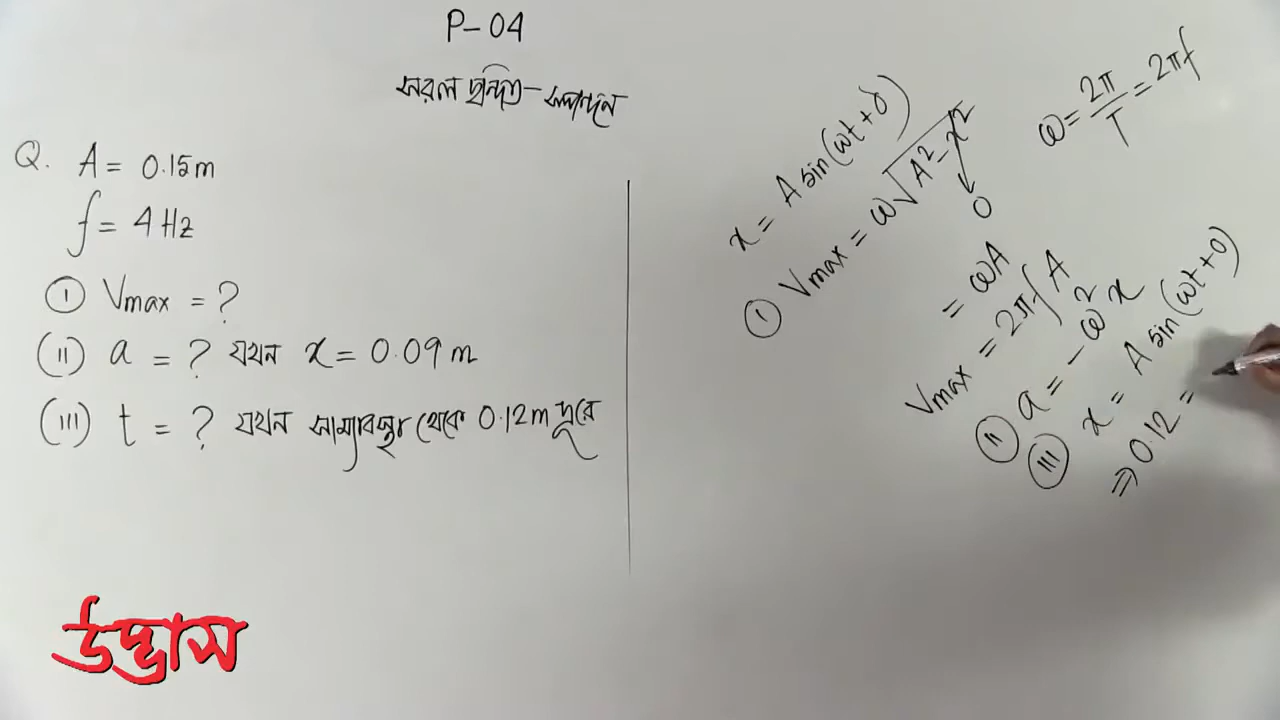 P-04
সরল ছন্দিত-স্পন্দন
Q. A = 0.15m
f = 4 Hz
(I) Vmax = ?
(II) a = ? যখন x = 0.09 m
(III) t = ? যখন সাম্যাবস্থা থেকে 0.12m দূরে
x = A sin(ωt + δ)
ω = 2π/T = 2πf
(I) Vmax = ω√(A² - x²)
0
= ωA
Vmax = 2πf A
(II) a = -ω² x
(III) x = A sin(ωt + 0)
⇒ 0.12 =
উদ্ভাস